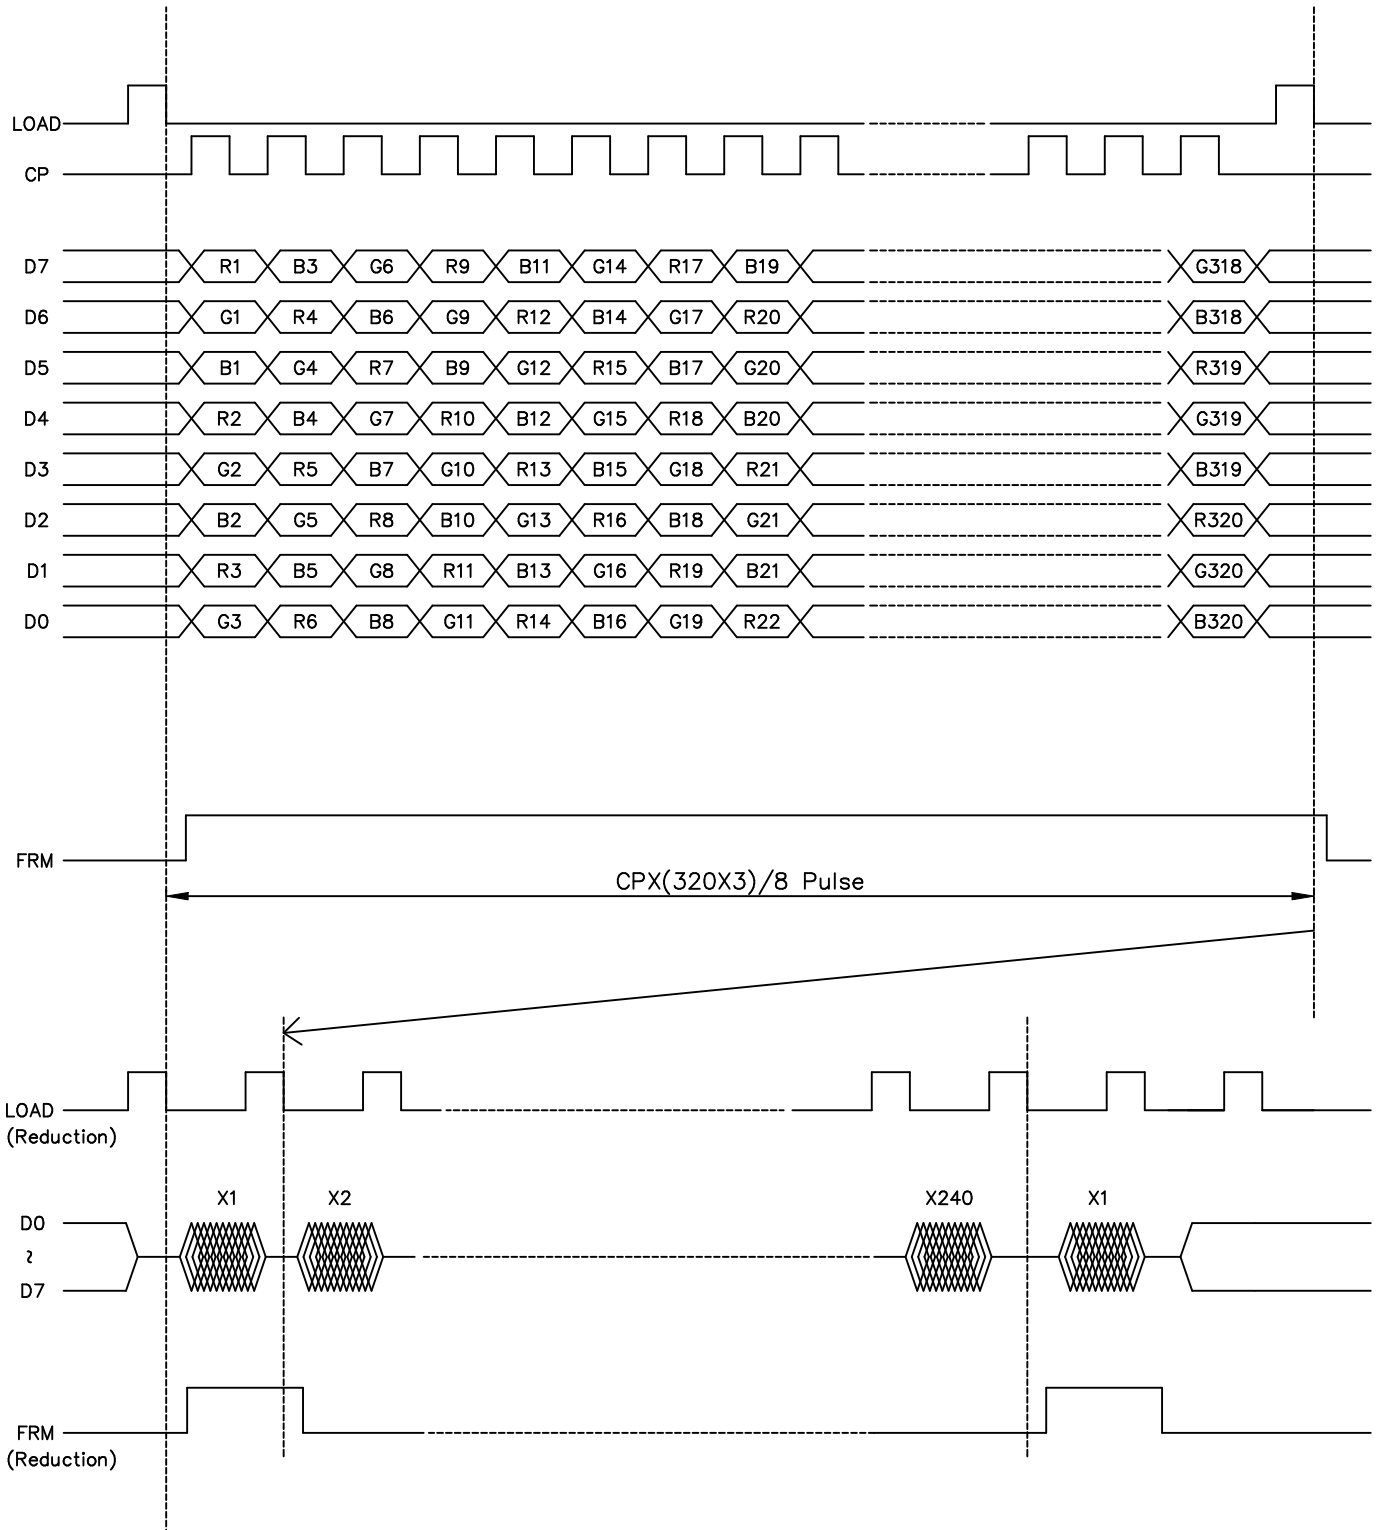 LOAD
CP
D7 R1 B3 G6 R9 B11 G14 R17 B19 G318
D6 G1 R4 B6 G9 R12 B14 G17 R20 B318
D5 B1 G4 R7 B9 G12 R15 B17 G20 R319
D4 R2 B4 G7 R10 B12 G15 R18 B20 G319
D3 G2 R5 B7 G10 R13 B15 G18 R21 B319
D2 B2 G5 R8 B10 G13 R16 B18 G21 R320
D1 R3 B5 G8 R11 B13 G16 R19 B21 G320
D0 G3 R6 B8 G11 R14 B16 G19 R22 B320
FRM
CPX(320X3)/8 Pulse
LOAD
(Reduction)
X1 X2 X240 X1
D0
~
D7
FRM
(Reduction)